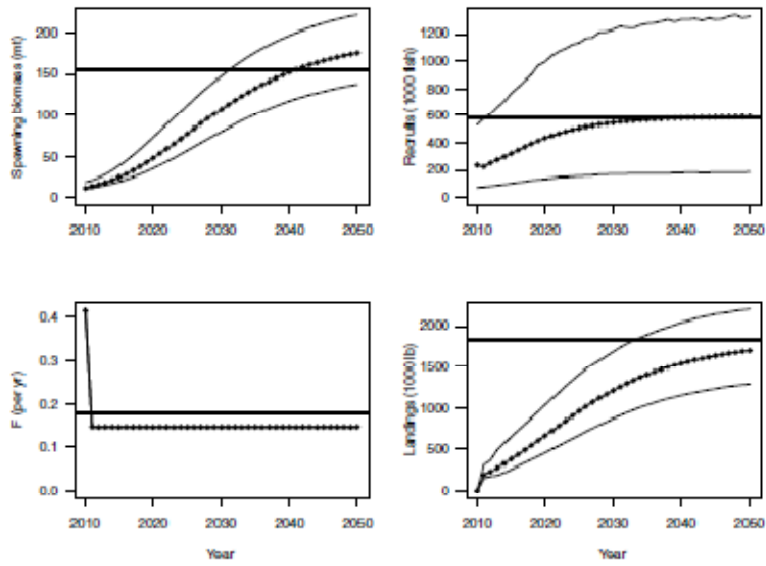 Spawning biomass (mt)
200
150
100
50
0
2010 2020 2030 2040 2050
Recruits (1000 fish)
1200
1000
800
600
400
200
0
2010 2020 2030 2040 2050
F (per yr)
0.4
0.3
0.2
0.1
0.0
2010 2020 2030 2040 2050
Year
Landings (1000 lb)
2000
1500
1000
500
0
2010 2020 2030 2040 2050
Year